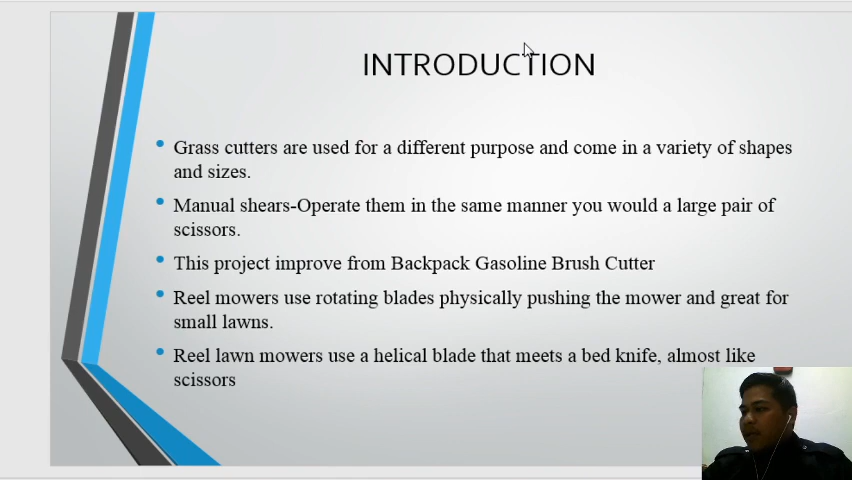 INTRODUCTION
Grass cutters are used for a different purpose and come in a variety of shapes
and sizes.
Manual shears-Operate them in the same manner you would a large pair of
scissors.
This project improve from Backpack Gasoline Brush Cutter
Reel mowers use rotating blades physically pushing the mower and great for
small lawns.
Reel lawn mowers use a helical blade that meets a bed knife, almost like
scissors